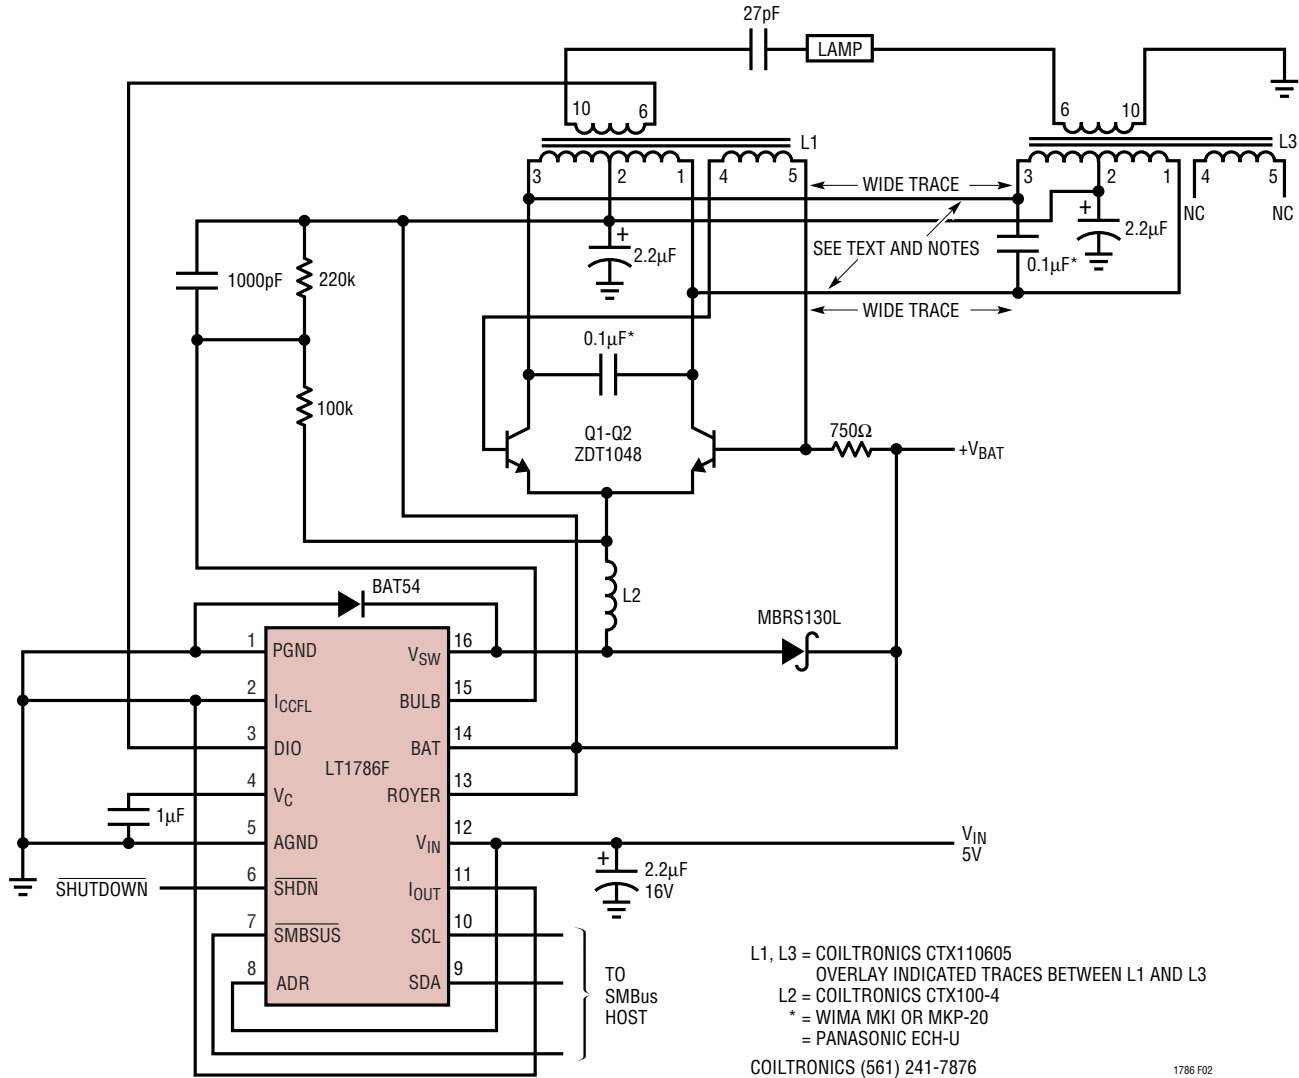 27pF
LAMP
10
6
6
10
L1
L3
3
2
1
4
5
WIDE TRACE
3
2
1
4
5
NC
NC
+
2.2µF
+
2.2µF
SEE TEXT AND NOTES
0.1µF*
1000pF
220k
WIDE TRACE
0.1µF*
100k
Q1-Q2
ZDT1048
750Ω
+VBAT
BAT54
L2
MBRS130L
1
PGND
VSW
16
2
ICCFL
BULB
15
3
DIO
BAT
14
LT1786F
4
VC
ROYER
13
1µF
5
AGND
VIN
12
VIN
5V
+
2.2µF
16V
SHUTDOWN
6
SHDN
IOUT
11
7
SMBSUS
SCL
10
8
ADR
SDA
9
TO
SMBus
HOST
L1, L3 = COILTRONICS CTX110605
OVERLAY INDICATED TRACES BETWEEN L1 AND L3
L2 = COILTRONICS CTX100-4
* = WIMA MKI OR MKP-20
= PANASONIC ECH-U
COILTRONICS (561) 241-7876
1786 F02